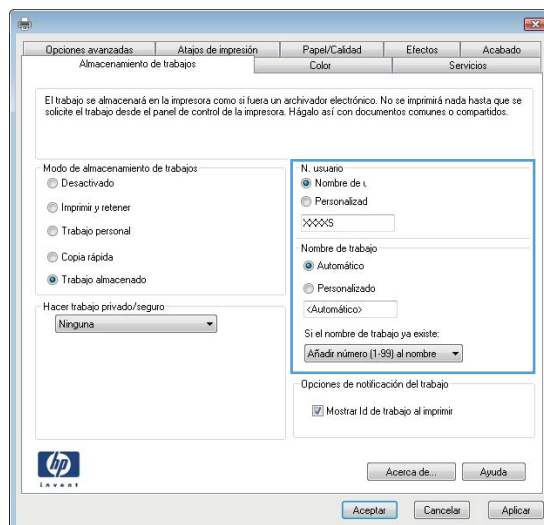 Opciones avanzadas Atajos de impresión Papel/Calidad Efectos Acabado
Almacenamiento de trabajos Color Servicios
El trabajo se almacenará en la impresora como si fuera un archivador electrónico. No se imprimirá nada hasta que se
solicite el trabajo desde el panel de control de la impresora. Hágalo así con documentos comunes o compartidos.
Modo de almacenamiento de trabajos
Desactivado
Imprimir y retener
Trabajo personal
Copia rápida
Trabajo almacenado
Hacer trabajo privado/seguro
Ninguna
N. usuario
Nombre de u
Personalizad
XXXXS
Nombre de trabajo
Automático
Personalizado
<Automático>
Si el nombre de trabajo ya existe:
Añadir número (1-99) al nombre
Opciones de notificación del trabajo
Mostrar Id de trabajo al imprimir
hp
invent
Acerca de... Ayuda
Aceptar Cancelar Aplicar